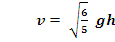 v = √(6/5) gh